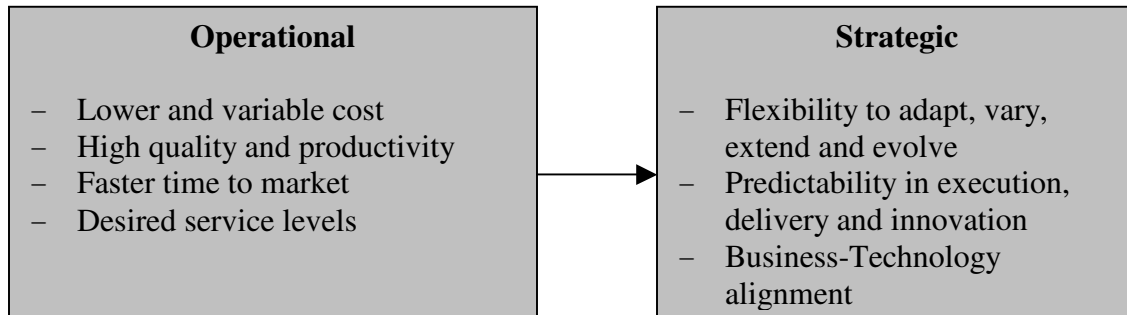 Operational
– Lower and variable cost
– High quality and productivity
– Faster time to market
– Desired service levels
Strategic
– Flexibility to adapt, vary,
extend and evolve
– Predictability in execution,
delivery and innovation
– Business-Technology
alignment